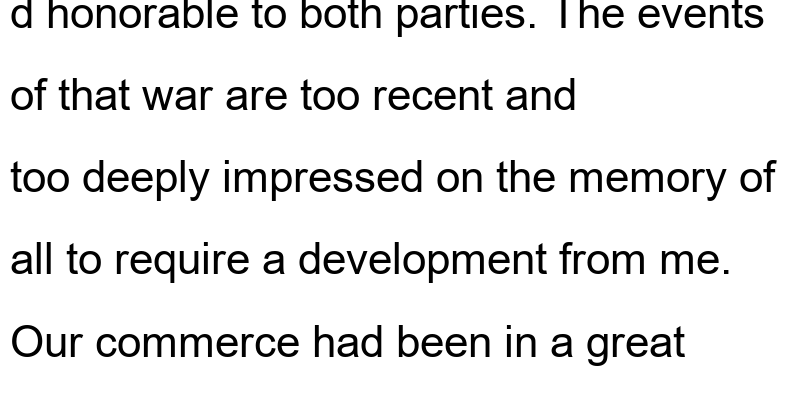 d honorable to both parties. The events
of that war are too recent and
too deeply impressed on the memory of
all to require a development from me.
Our commerce had been in a great